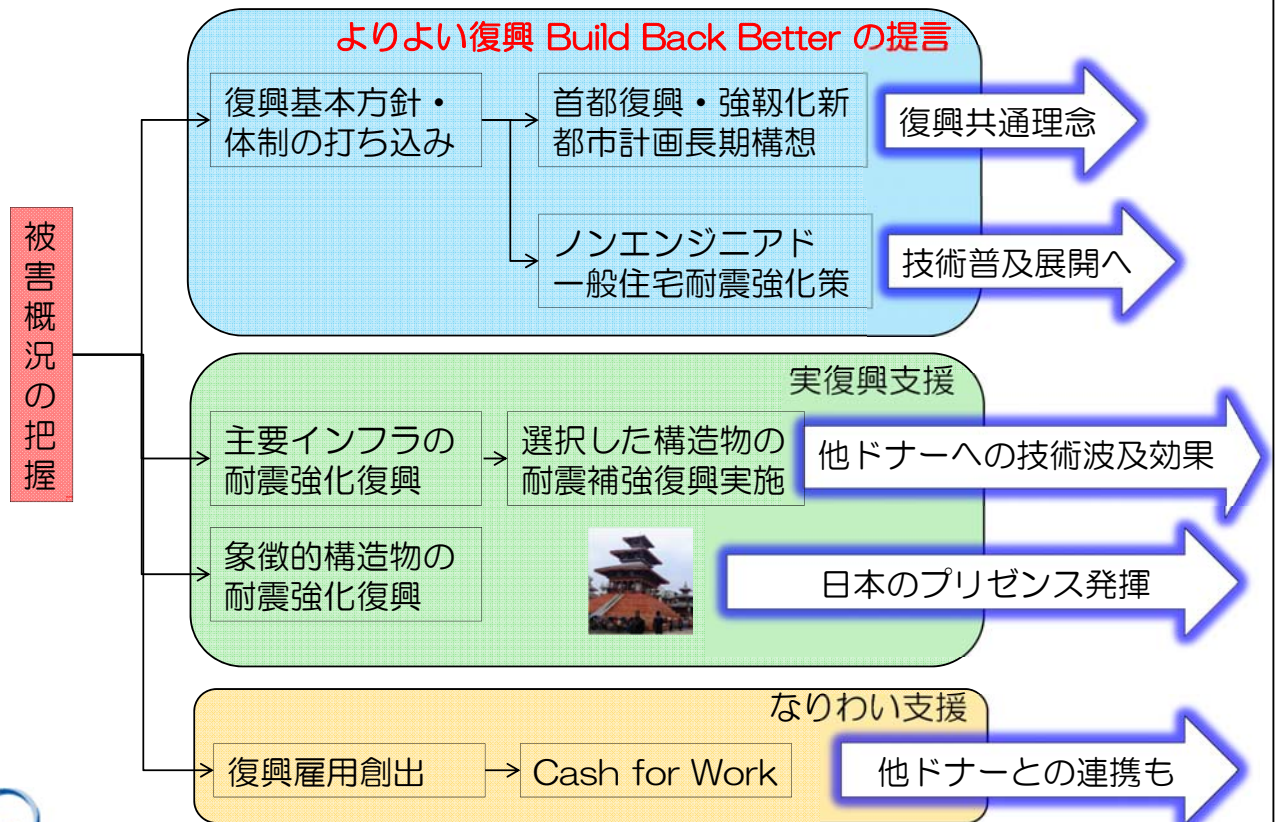 よりよい復興 Build Back Better の提言
復興基本方針・
体制の打ち込み
首都復興・強靱化新
都市計画長期構想
復興共通理念
ノンエンジニアド
一般住宅耐震強化策
技術普及展開へ
被害概況の把握
実復興支援
主要インフラの
耐震強化復興
選択した構造物の
耐震補強復興実施
他ドナーへの技術波及効果
象徴的構造物の
耐震強化復興
日本のプリゼンス発揮
なりわい支援
復興雇用創出
Cash for Work
他ドナーとの連携も